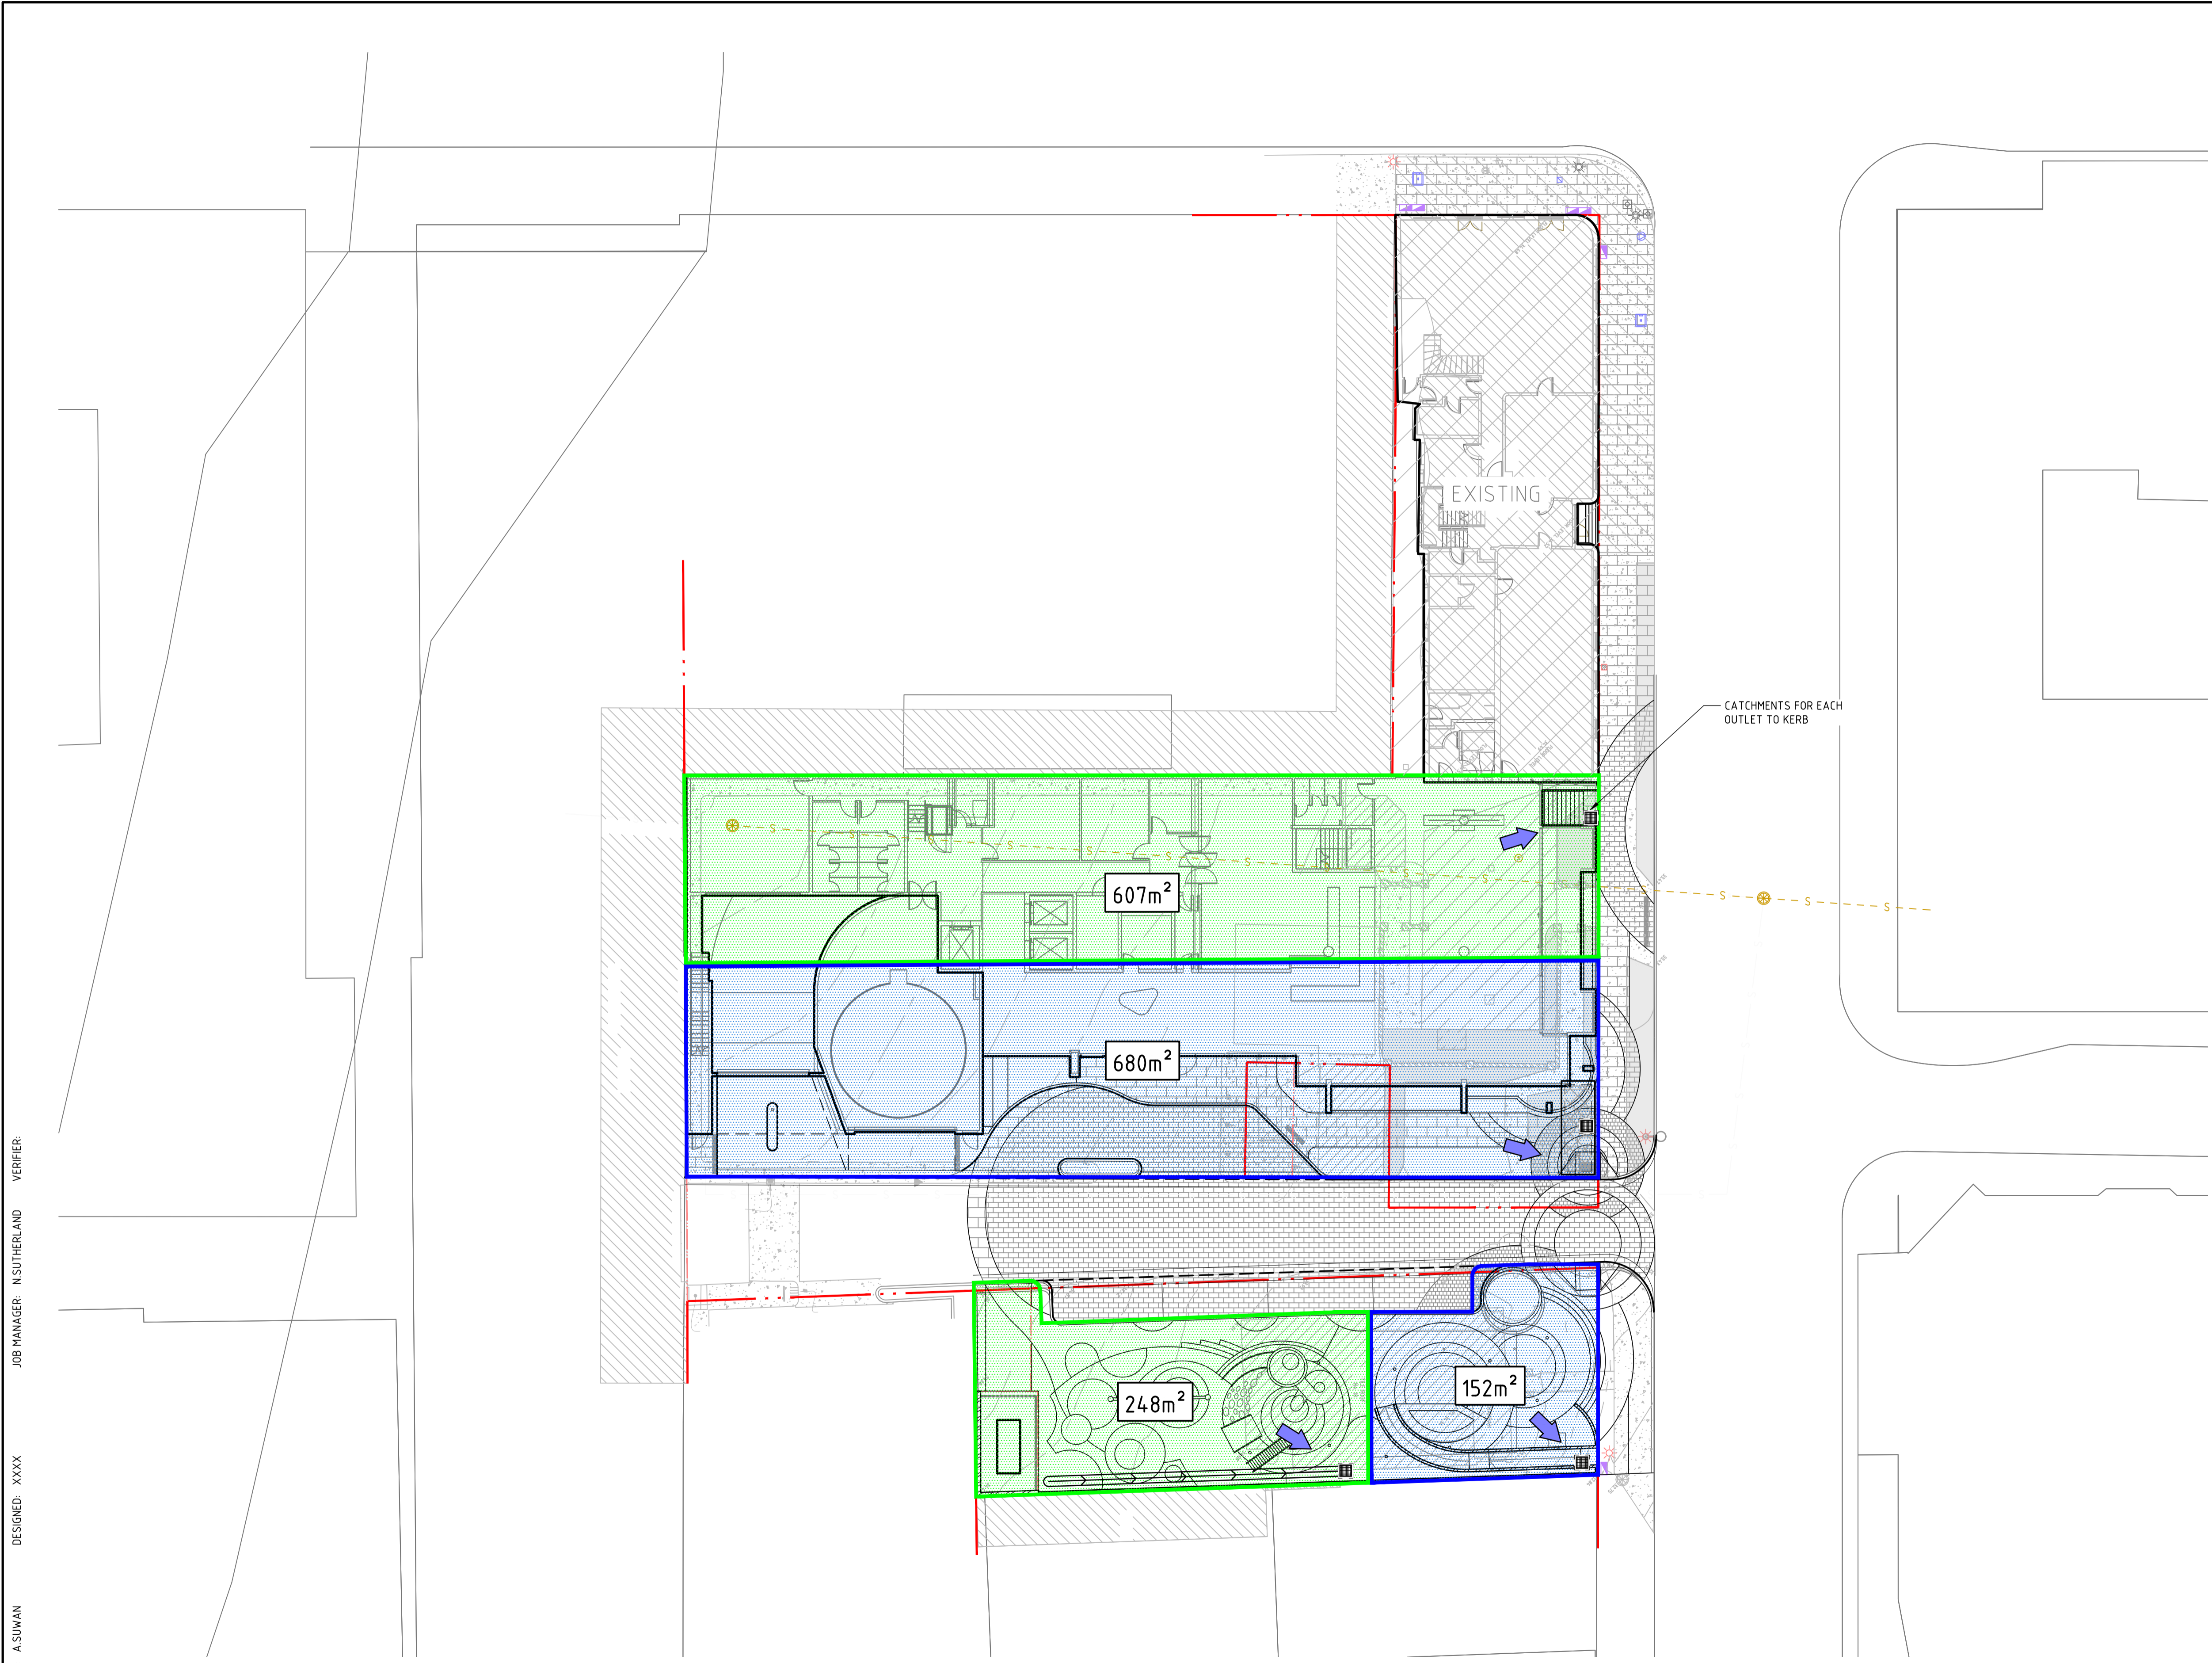 EXISTING
CATCHMENTS FOR EACH
OUTLET TO KERB
S S S S S S S S S S S S S S
607m²
680m²
248m²
152m²
A.SUWAN DESIGNED: XXXX JOB MANAGER: N.SUTHERLAND VERIFIER: